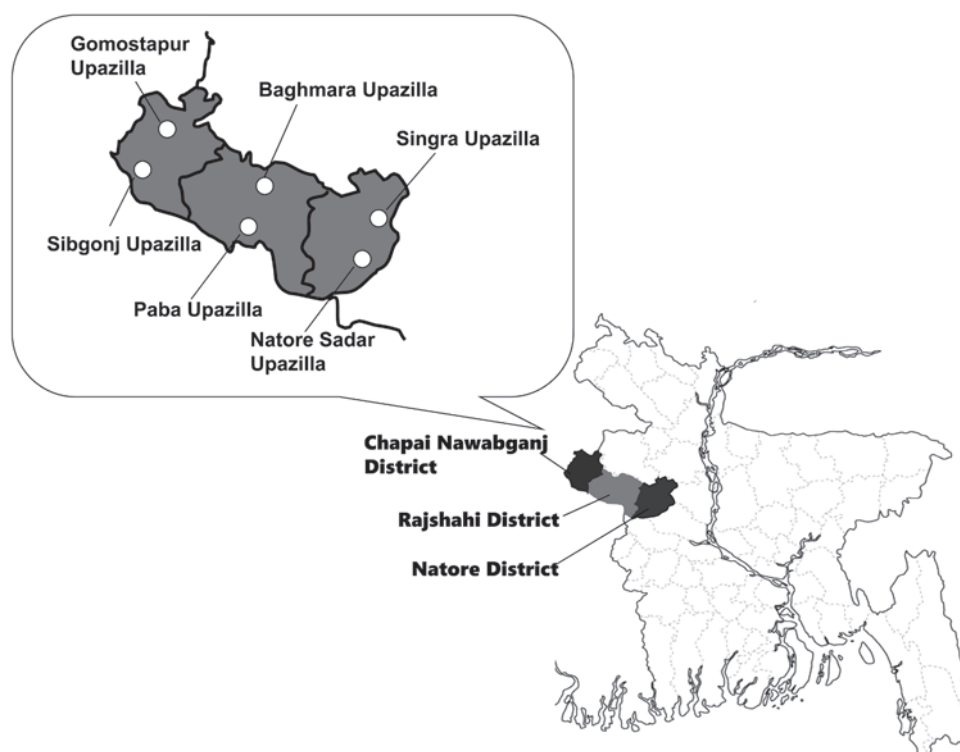 Gomostapur
Upazilla
Baghmara Upazilla
Singra Upazilla
Sibgonj Upazilla
Paba Upazilla
Natore Sadar
Upazilla
Chapai Nawabganj
District
Rajshahi District
Natore District